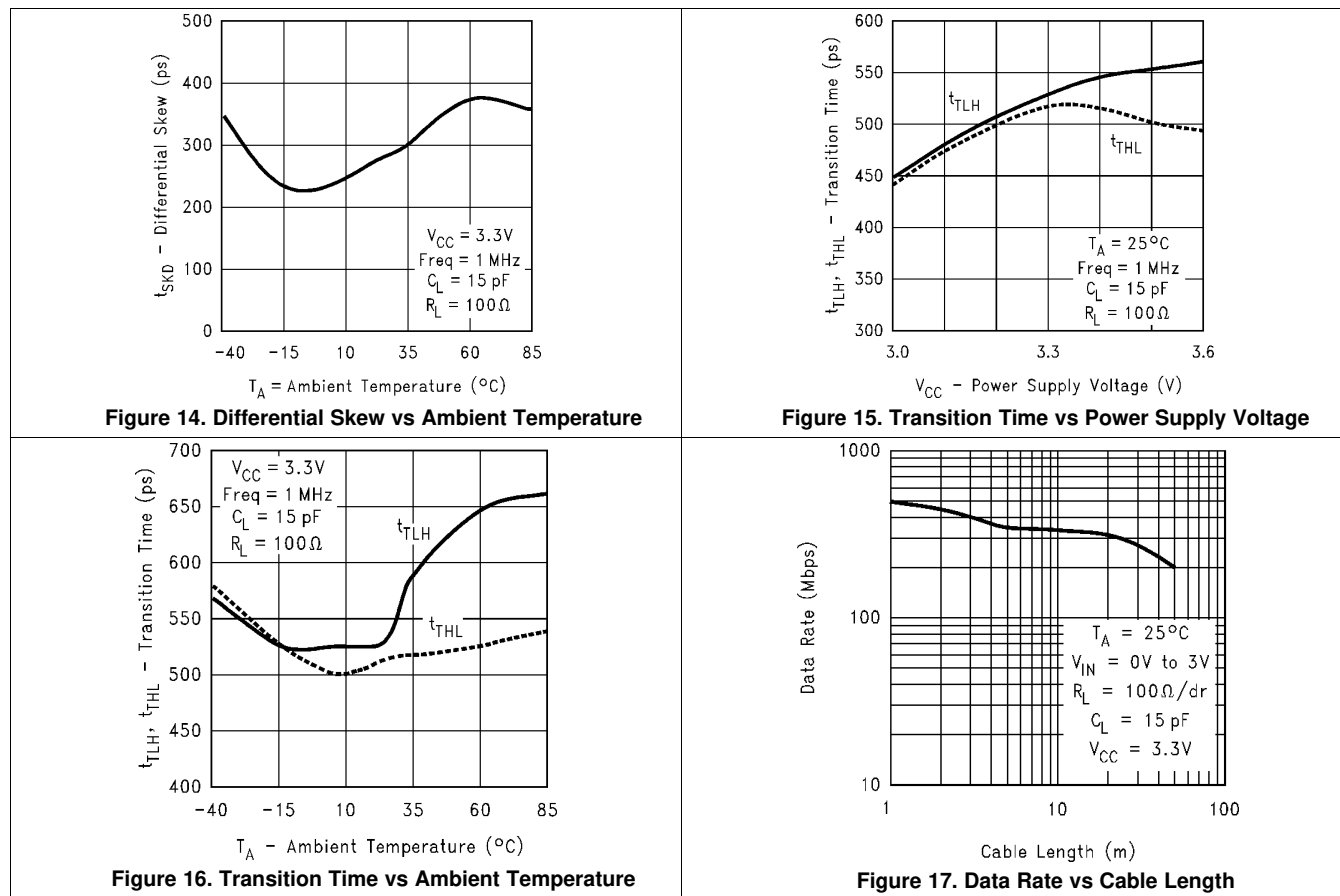 500
400
300
200
100
0
t_SKD – Differential Skew (ps)
V_CC = 3.3V
Freq = 1 MHz
C_L = 15 pF
R_L = 100Ω
-40 -15 10 35 60 85
T_A = Ambient Temperature (°C)
Figure 14. Differential Skew vs Ambient Temperature
600
550
500
450
400
350
300
t_TLH, t_THL – Transition Time (ps)
t_TLH
t_THL
T_A = 25°C
Freq = 1 MHz
C_L = 15 pF
R_L = 100Ω
3.0 3.3 3.6
V_CC – Power Supply Voltage (V)
Figure 15. Transition Time vs Power Supply Voltage
700
650
600
550
500
450
400
t_TLH, t_THL – Transition Time (ps)
V_CC = 3.3V
Freq = 1 MHz
C_L = 15 pF
R_L = 100Ω
t_TLH
t_THL
-40 -15 10 35 60 85
T_A – Ambient Temperature (°C)
Figure 16. Transition Time vs Ambient Temperature
1000
100
10
Data Rate (Mbps)
T_A = 25°C
V_IN = 0V to 3V
R_L = 100Ω/dr
C_L = 15 pF
V_CC = 3.3V
1 10 100
Cable Length (m)
Figure 17. Data Rate vs Cable Length